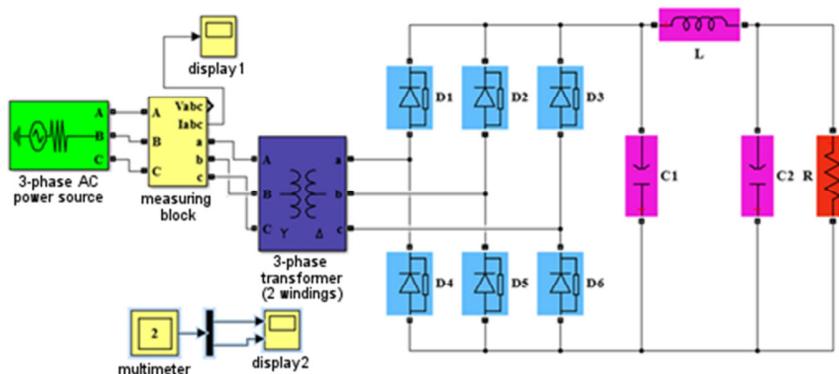 display1
Vabc
Iabc
A
B
C
A
B
C
a
b
c
3-phase AC
power source
measuring
block
A
B
C
a
b
c
Y
Δ
3-phase
transformer
(2 windings)
D1
D2
D3
D4
D5
D6
L
C1
C2
R
2
multimeter
display2